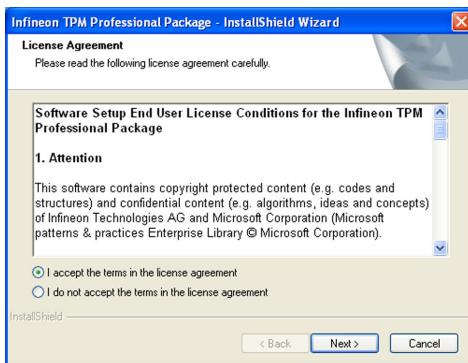 Infineon TPM Professional Package - InstallShield Wizard
License Agreement
Please read the following license agreement carefully.
Software Setup End User License Conditions for the Infineon TPM
Professional Package
1. Attention
This software contains copyright protected content (e.g. codes and
structures) and confidential content (e.g. algorithms, ideas and concepts)
of Infineon Technologies AG and Microsoft Corporation (Microsoft
patterns & practices Enterprise Library © Microsoft Corporation).
I accept the terms in the license agreement
I do not accept the terms in the license agreement
InstallShield
< Back Next > Cancel